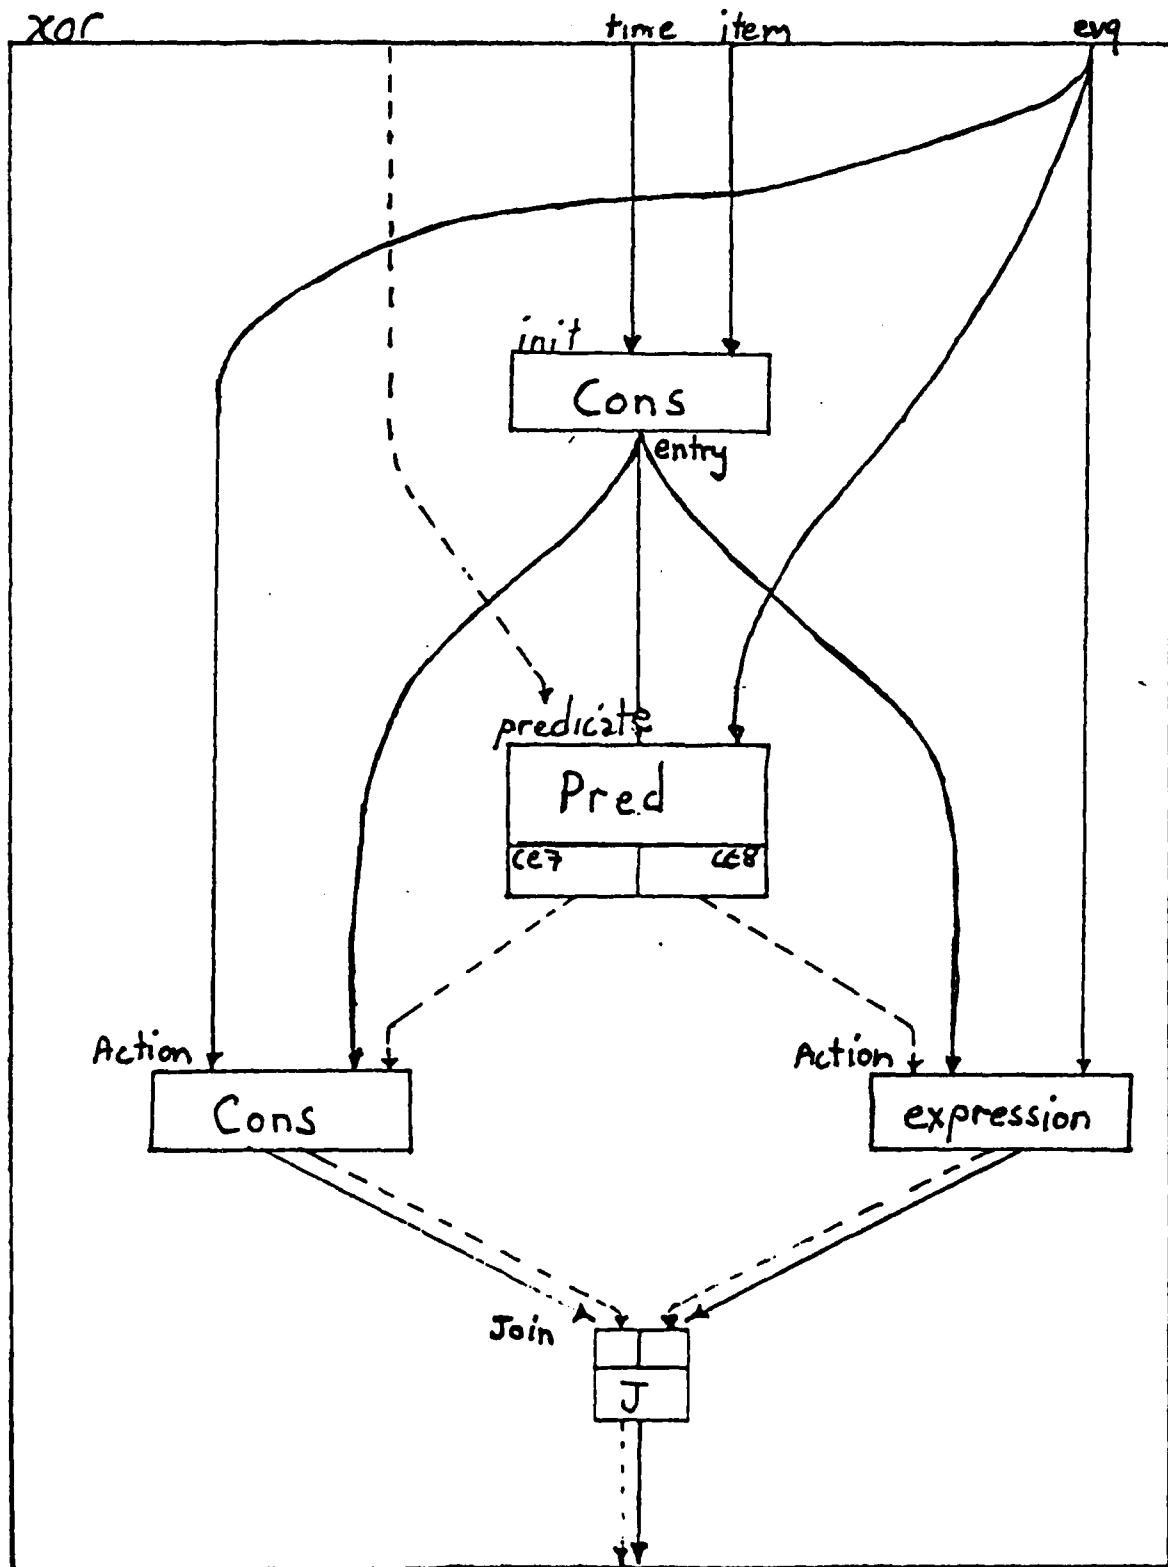 xor
time item evq
init
Cons
entry
predicate
Pred
ce7 ce8
Action
Action
Cons
expression
Join
J